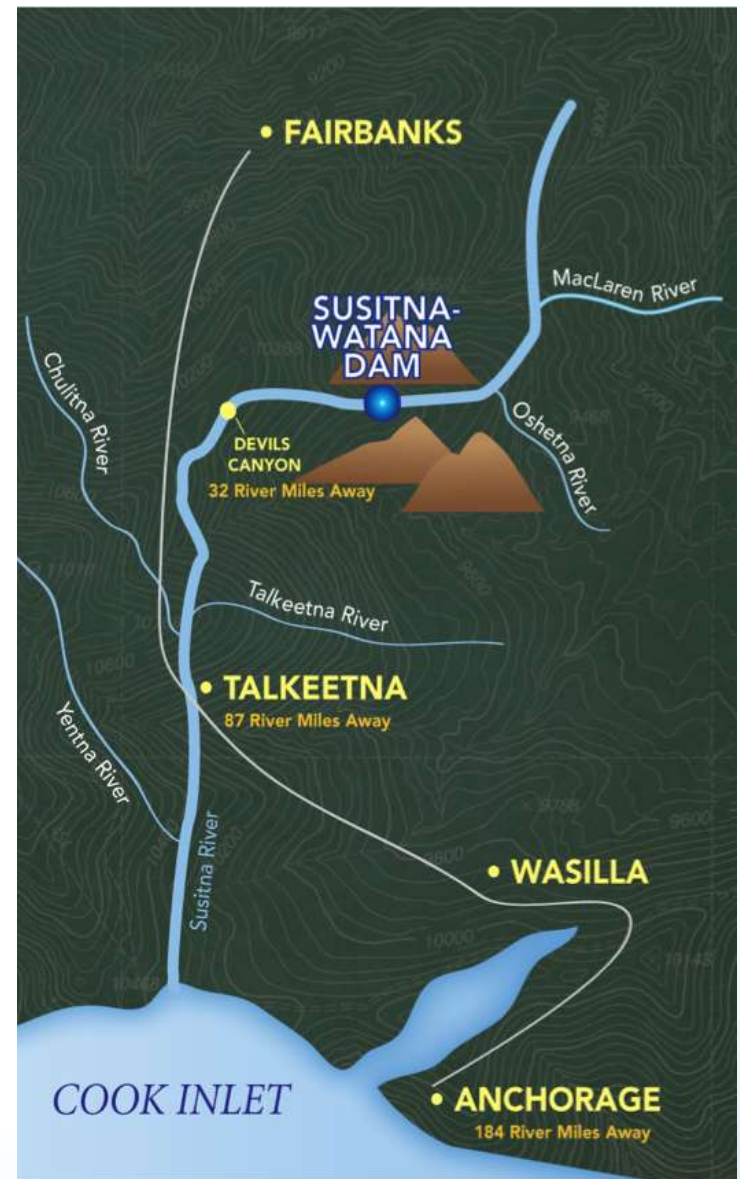 • FAIRBANKS
MacLaren River
SUSITNA-
WATANA
DAM
Chulitna River
Oshetna River
DEVILS
CANYON
32 River Miles Away
Talkeetna River
• TALKEETNA
87 River Miles Away
Yentna River
Susitna River
• WASILLA
COOK INLET
• ANCHORAGE
184 River Miles Away